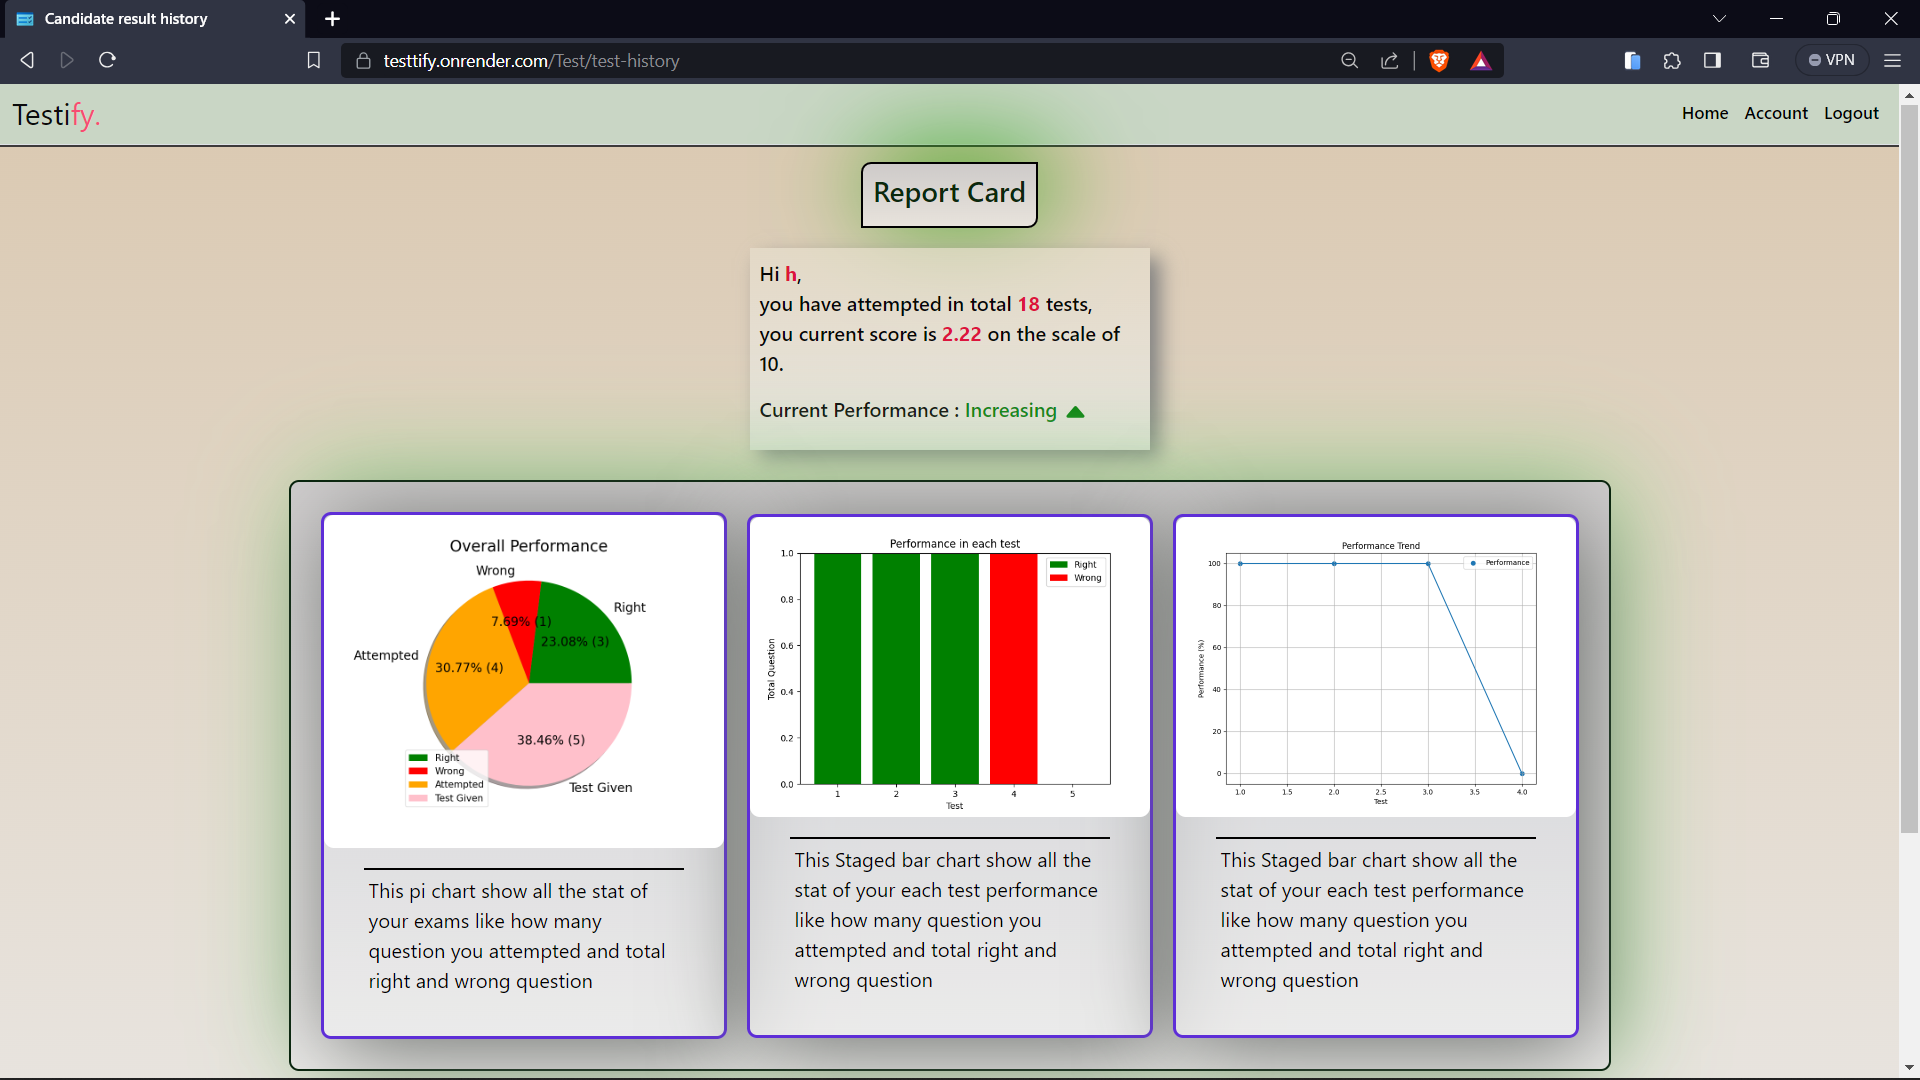 Candidate result history
testtify.onrender.com/Test/test-history
VPN
Testify.
Home Account Logout
Report Card
Hi h,
you have attempted in total 18 tests,
you current score is 2.22 on the scale of
10.
Current Performance : Increasing
Overall Performance
Wrong
Right
7.69% (1)
23.08% (3)
Attempted
30.77% (4)
38.46% (5)
Test Given
Right
Wrong
Attempted
Test Given
This pi chart show all the stat of
your exams like how many
question you attempted and total
right and wrong question
Performance in each test
1.0
0.8
0.6
0.4
0.2
0.0
Total Question
Right
Wrong
1 2 3 4 5
Test
This Staged bar chart show all the
stat of your each test performance
like how many question you
attempted and total right and
wrong question
Performance Trend
Performance
100
80
60
40
20
0
Performance (%)
1.0 1.5 2.0 2.5 3.0 3.5 4.0
Test
This Staged bar chart show all the
stat of your each test performance
like how many question you
attempted and total right and
wrong question